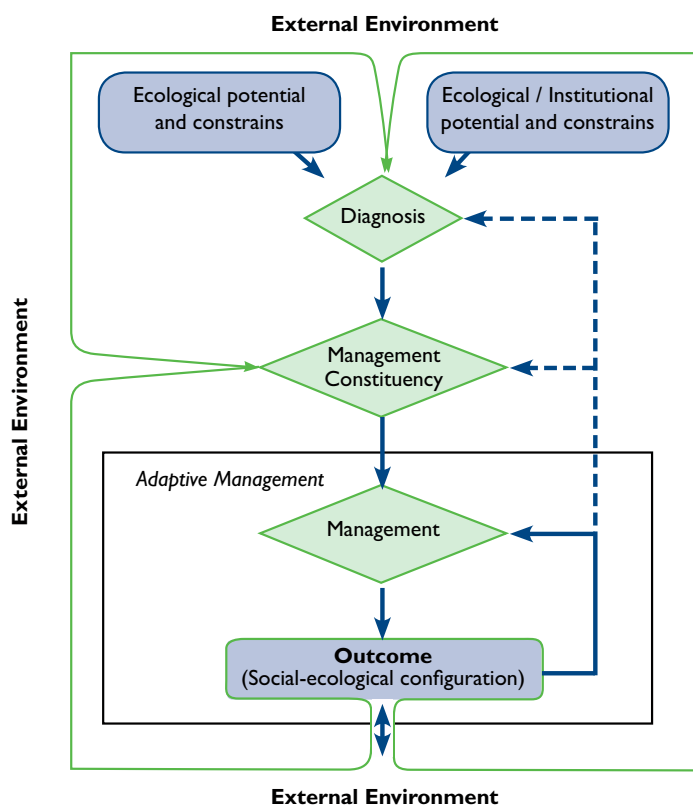 External Environment
Ecological potential
and constrains
Ecological / Institutional
potential and constrains
Diagnosis
External Environment
Management
Constituency
Adaptive Management
Management
Outcome
(Social-ecological configuration)
External Environment